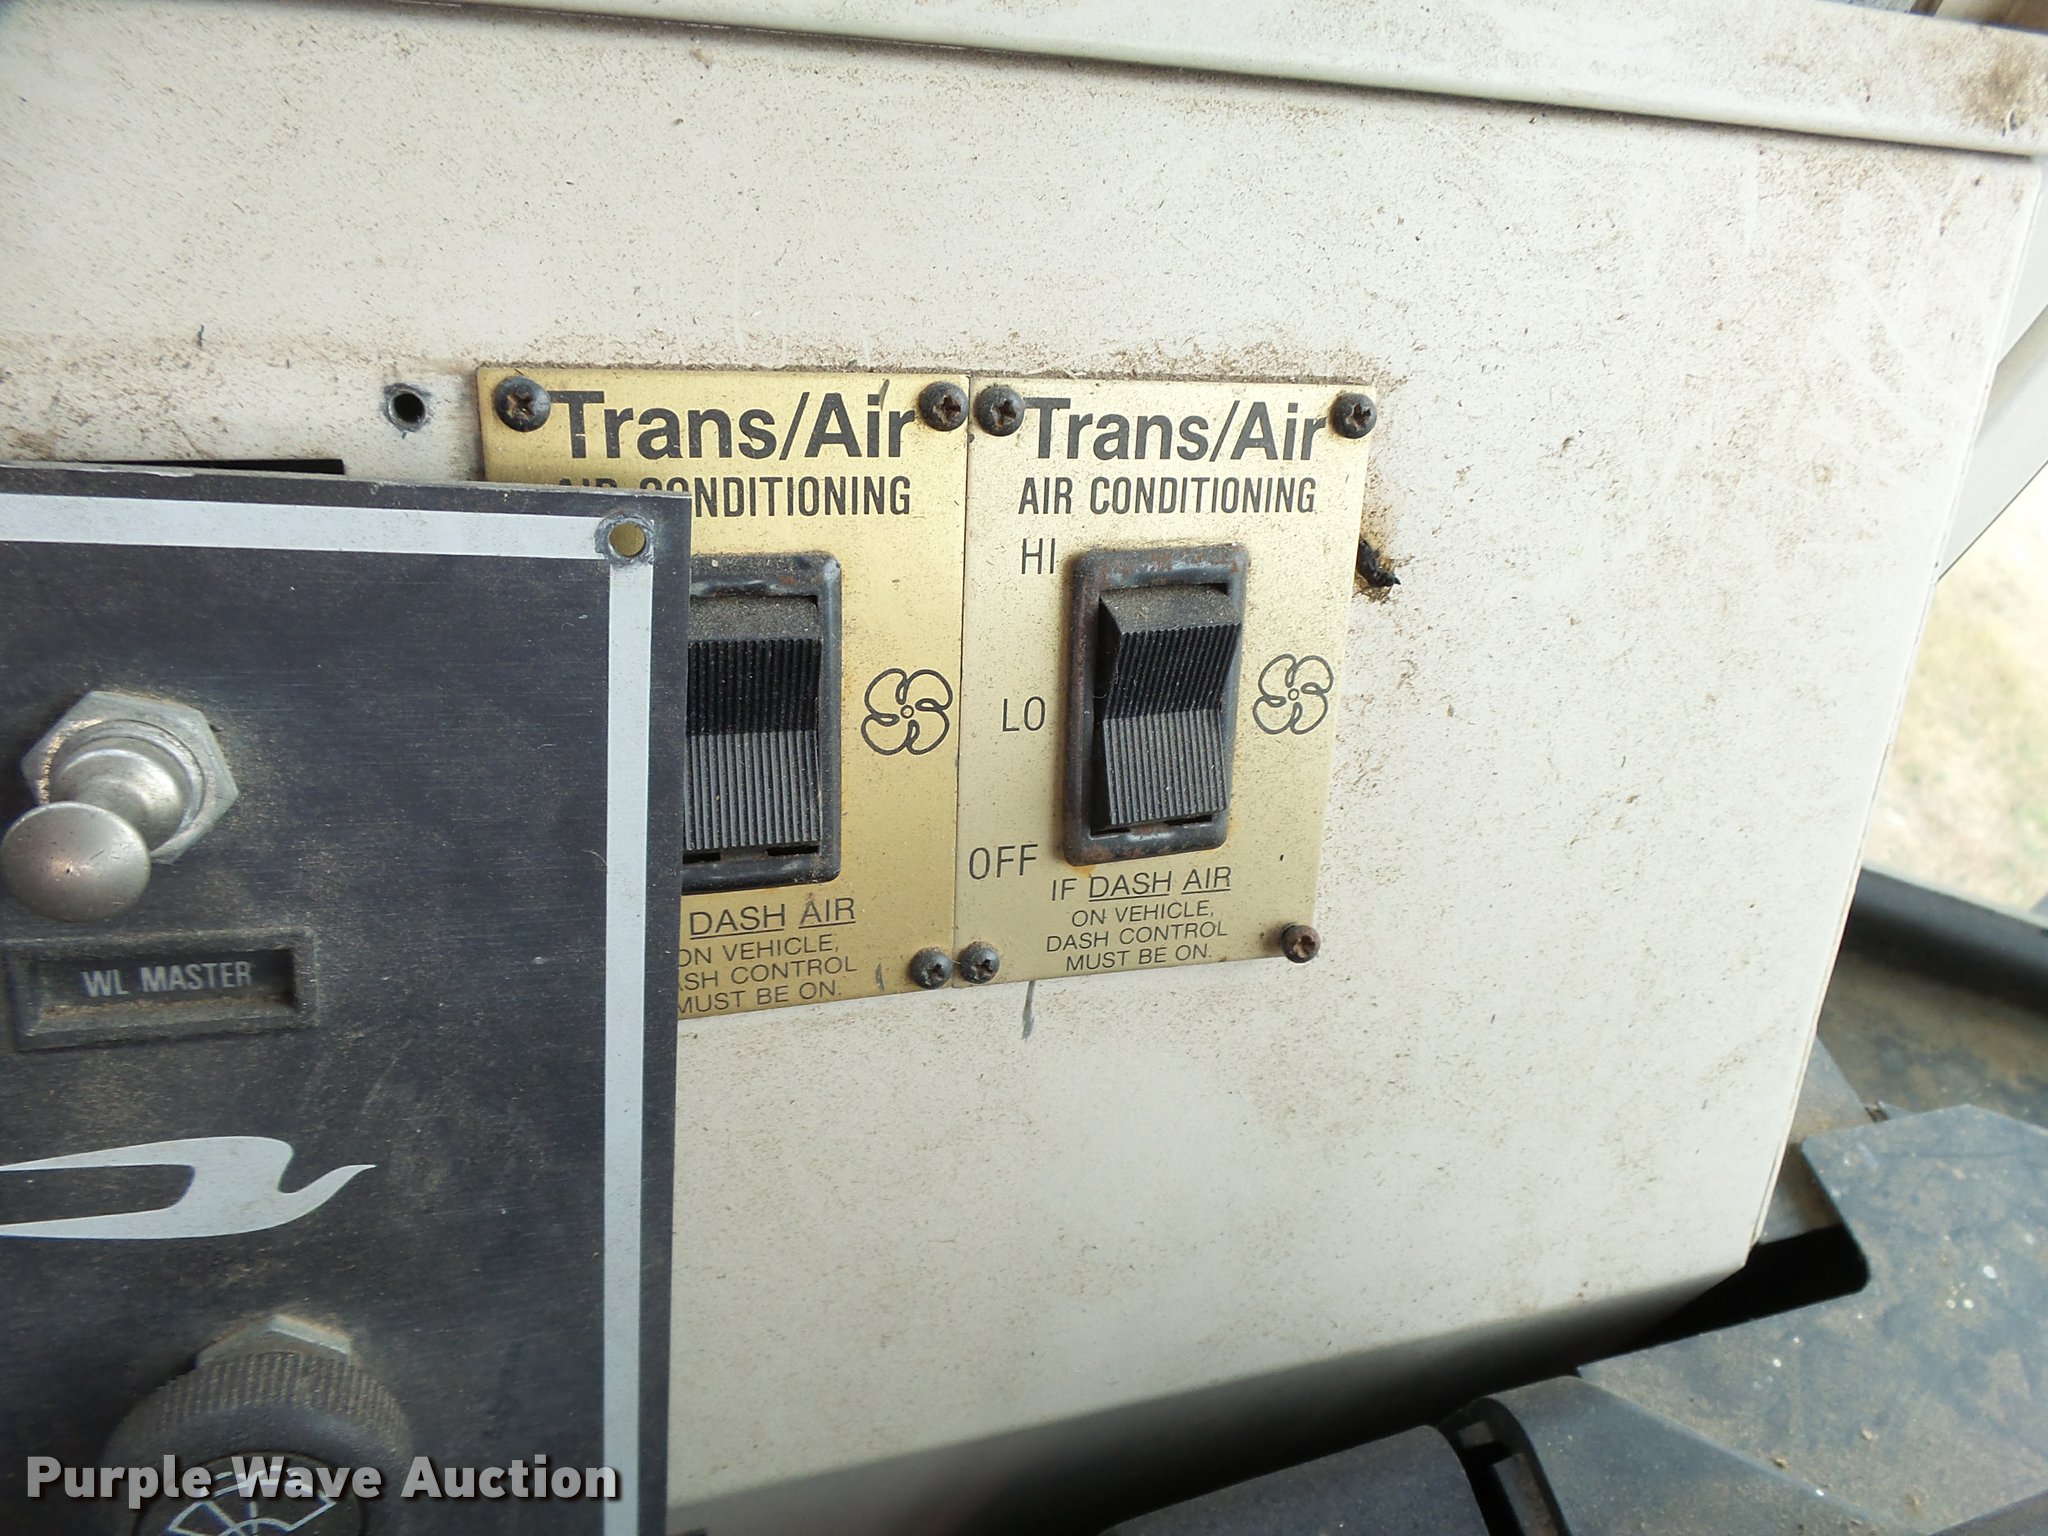 Trans/Air
AIR CONDITIONING
DASH AIR
ON VEHICLE,
DASH CONTROL
MUST BE ON.
Trans/Air
AIR CONDITIONING
HI
LO
OFF
IF DASH AIR
ON VEHICLE,
DASH CONTROL
MUST BE ON.
WL MASTER
Purple Wave Auction